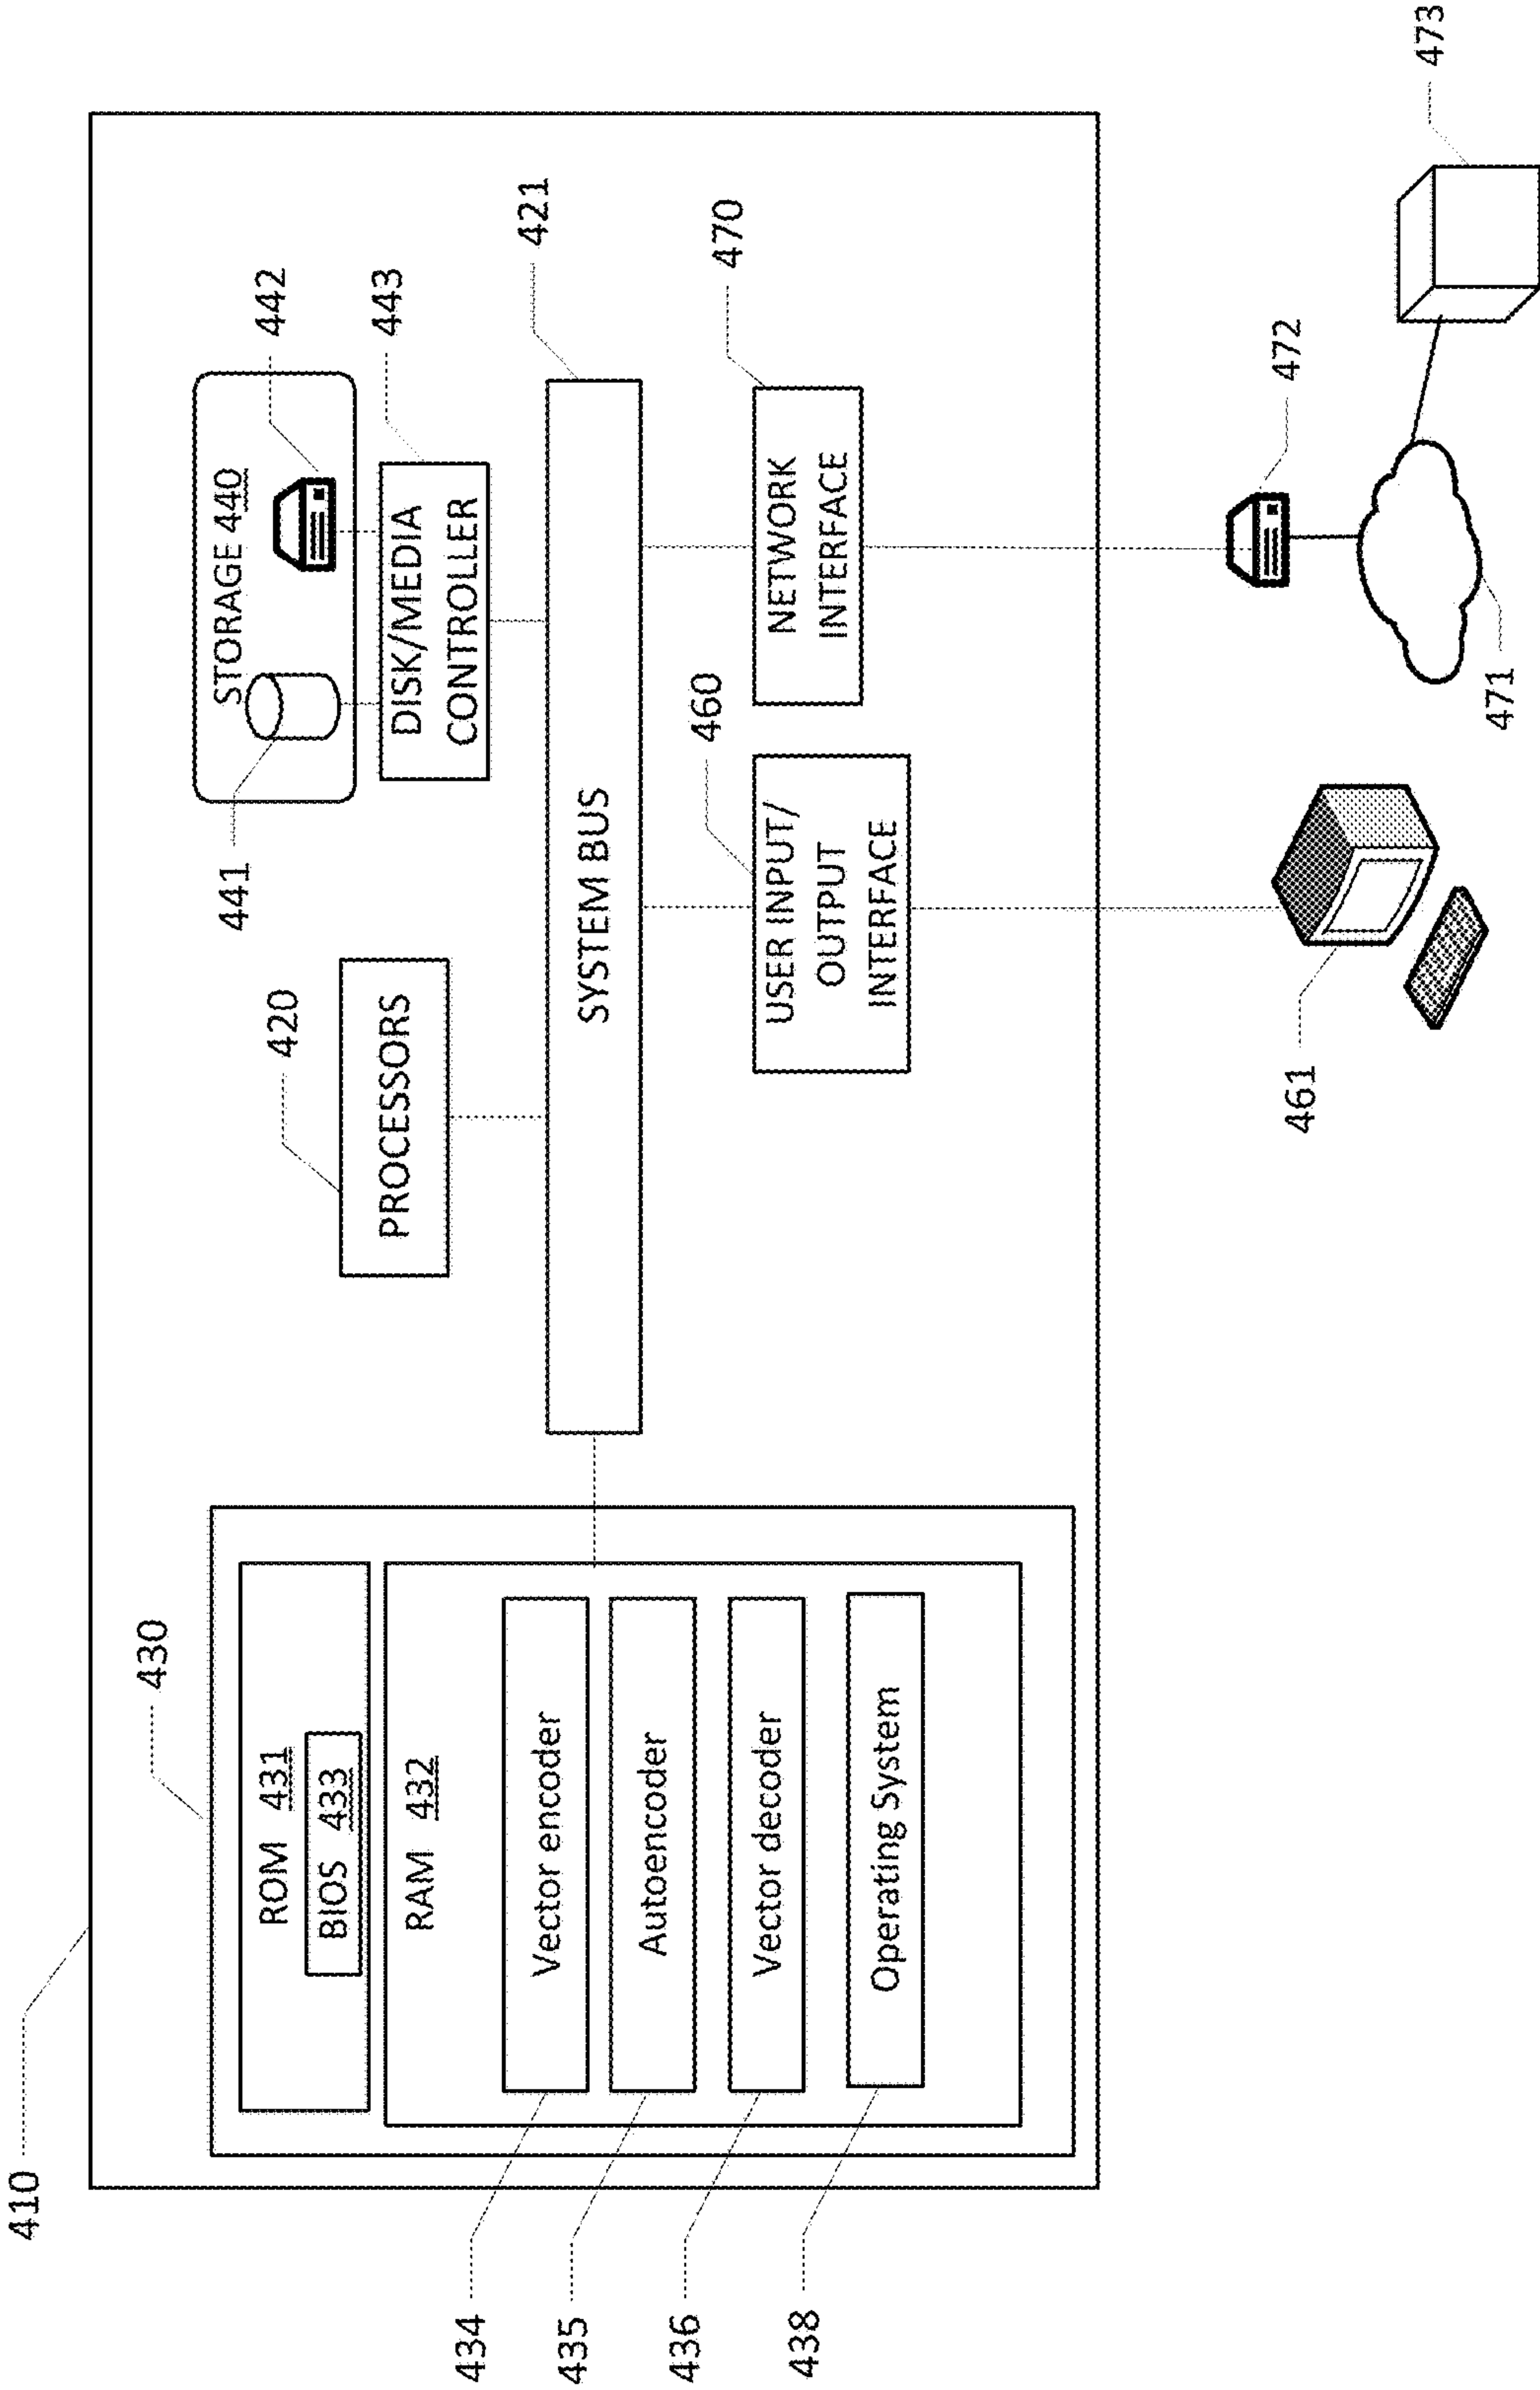 410
430
ROM 431
BIOS 433
RAM 432
Vector encoder
Autoencoder
Vector decoder
Operating System
434
435
436
438
420
PROCESSORS
STORAGE 440
441
442
DISK/MEDIA
CONTROLLER
443
SYSTEM BUS
421
USER INPUT/
OUTPUT
INTERFACE
460
NETWORK
INTERFACE
470
461
472
471
473